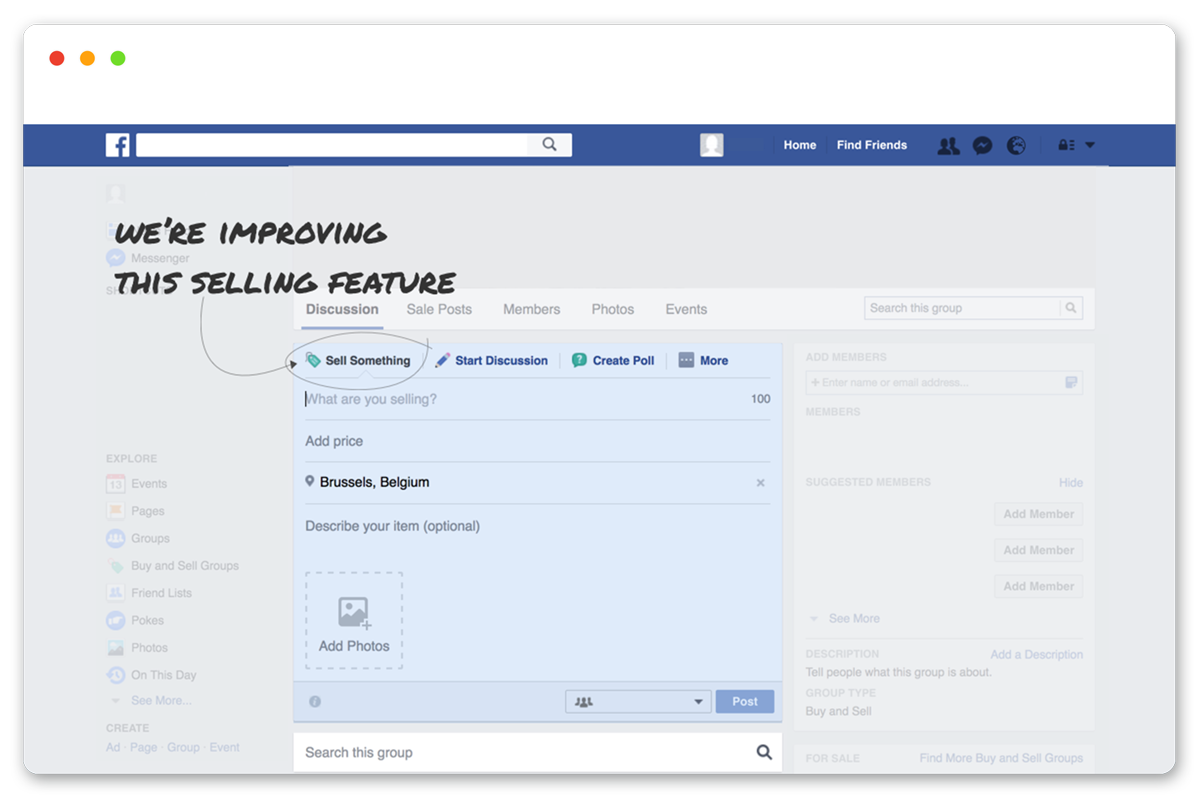 f
Home
Find Friends
WE'RE IMPROVING
THIS SELLING FEATURE
Messenger
EXPLORE
13
Events
Pages
Groups
Buy and Sell Groups
Friend Lists
Pokes
Photos
On This Day
See More...
CREATE
Ad · Page · Group · Event
Discussion
Sale Posts
Members
Photos
Events
Search this group
Sell Something
Start Discussion
?
Create Poll
More
What are you selling?
100
Add price
Brussels, Belgium
×
Describe your item (optional)
Add Photos
i
Post
Search this group
ADD MEMBERS
+ Enter name or email address...
MEMBERS
SUGGESTED MEMBERS
Hide
Add Member
Add Member
Add Member
See More
DESCRIPTION
Add a Description
Tell people what this group is about.
GROUP TYPE
Buy and Sell
FOR SALE
Find More Buy and Sell Groups